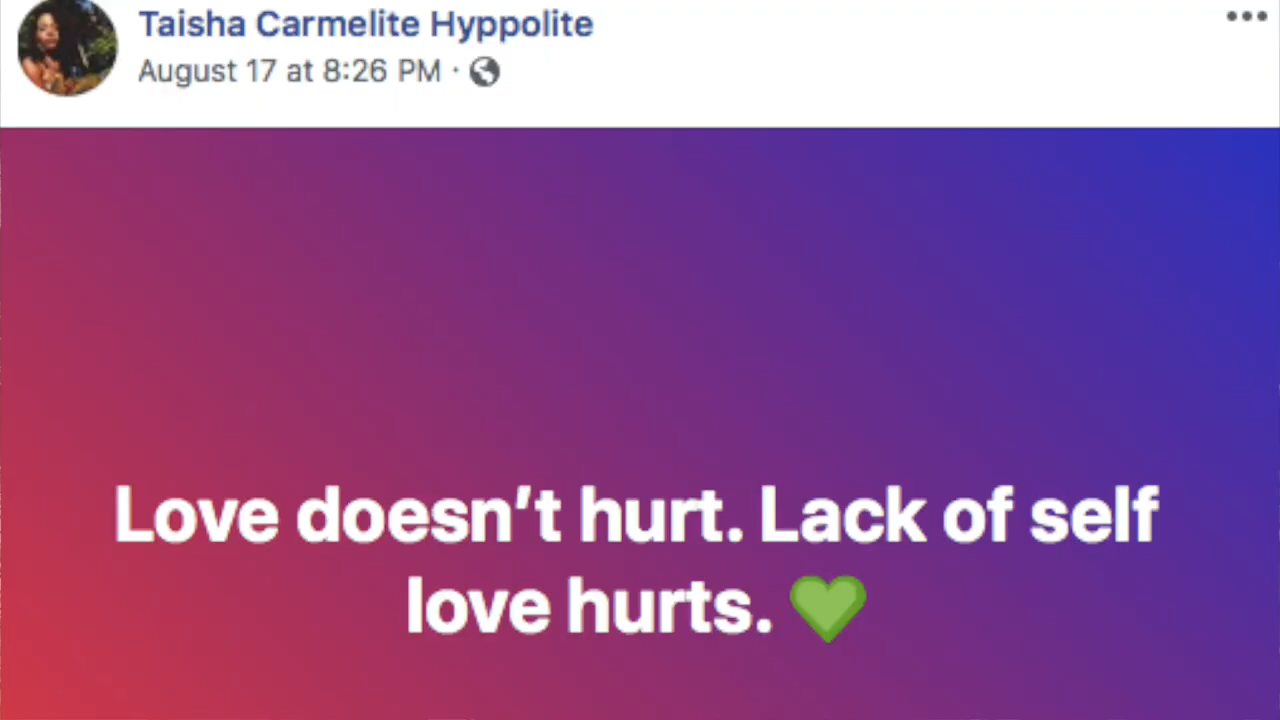 Taisha Carmelite Hyppolite
August 17 at 8:26 PM ·
Love doesn't hurt. Lack of self
love hurts. 💚